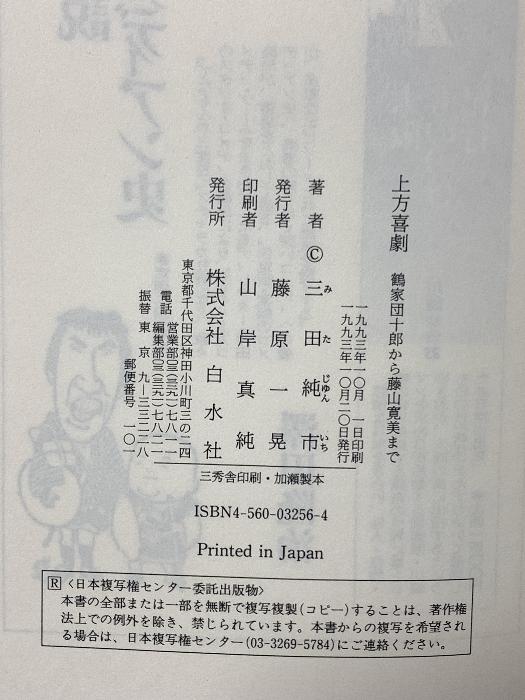 上方喜劇　鶴家団十郎から藤山寛美まで
一九九三年一〇月　一日印刷
一九九三年一〇月二〇日発行
著　者 © 三田純市
み た じゅん いち
発行者　藤原一晃
印刷者　山岸真純
発行所　株式会社 白水社
東京都千代田区神田小川町三の二四
電話 営業部〇三(三二九一)七八一一
編集部〇三(三二九一)七八二一
振替　東京 九―三三二二八
郵便番号　一〇一
三秀舎印刷・加瀬製本
ISBN4-560-03256-4
Printed in Japan
R 〈日本複写権センター委託出版物〉
本書の全部または一部を無断で複写複製(コピー)することは、著作権
法上での例外を除き、禁じられています。本書からの複写を希望され
る場合は、日本複写権センター(03-3269-5784)にご連絡ください。